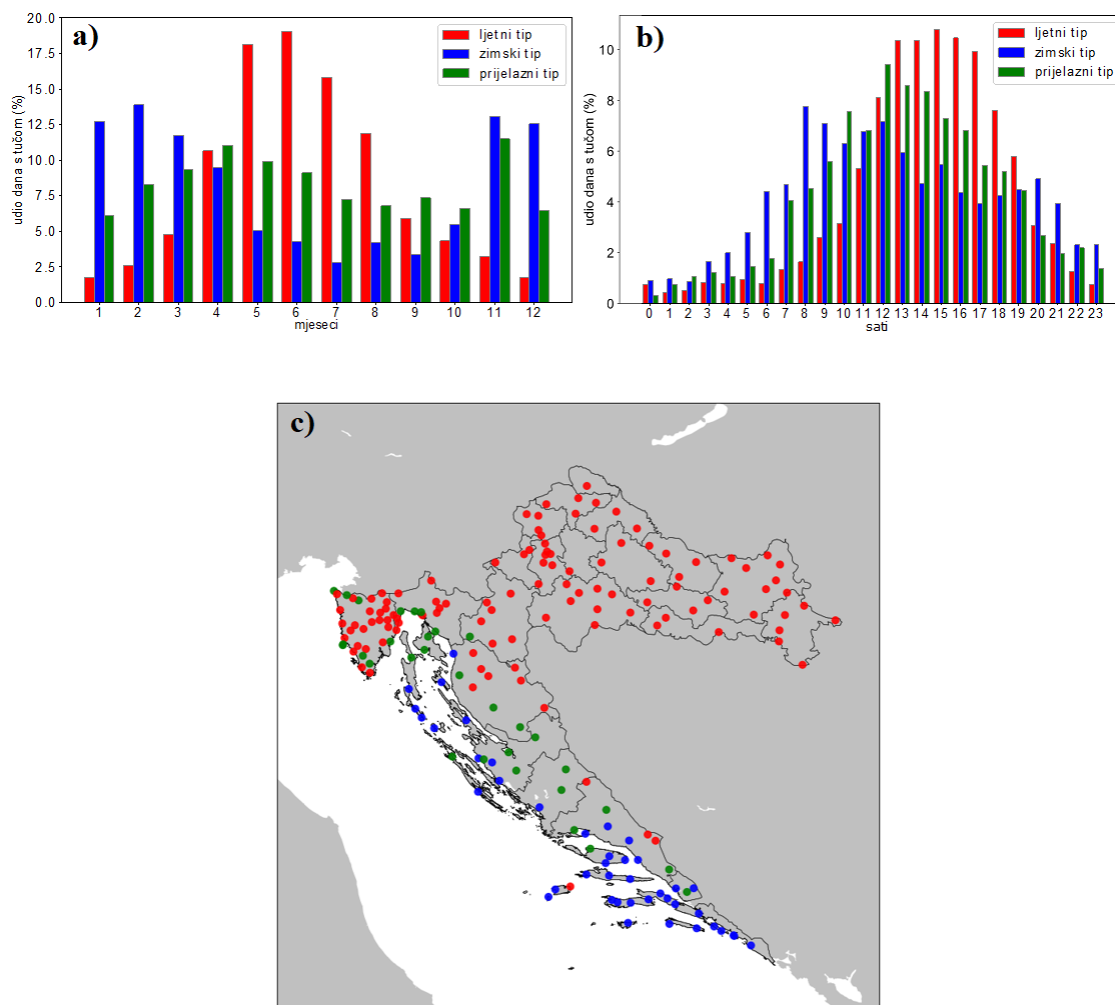 a)
ljetni tip
zimski tip
prijelazni tip
udio dana s tučom (%)
20.0
17.5
15.0
12.5
10.0
7.5
5.0
2.5
0.0
1 2 3 4 5 6 7 8 9 10 11 12
mjeseci
b)
ljetni tip
zimski tip
prijelazni tip
udio dana s tučom (%)
10
8
6
4
2
0
0 1 2 3 4 5 6 7 8 9 10 11 12 13 14 15 16 17 18 19 20 21 22 23
sati
c)